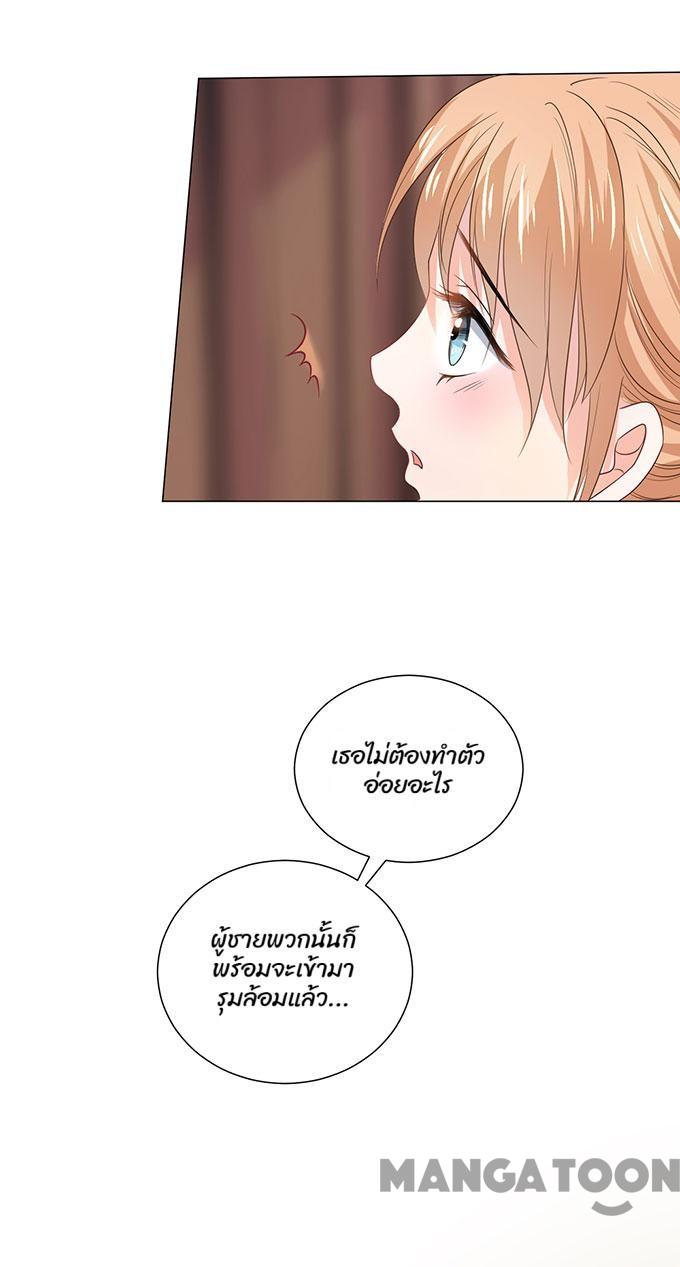 เธอไม่ต้องทำตัว
อ่อยอะไร
ผู้ชายพวกนั้นก็
พร้อมจะเข้ามา
รุมล้อมแล้ว...
MANGATOON